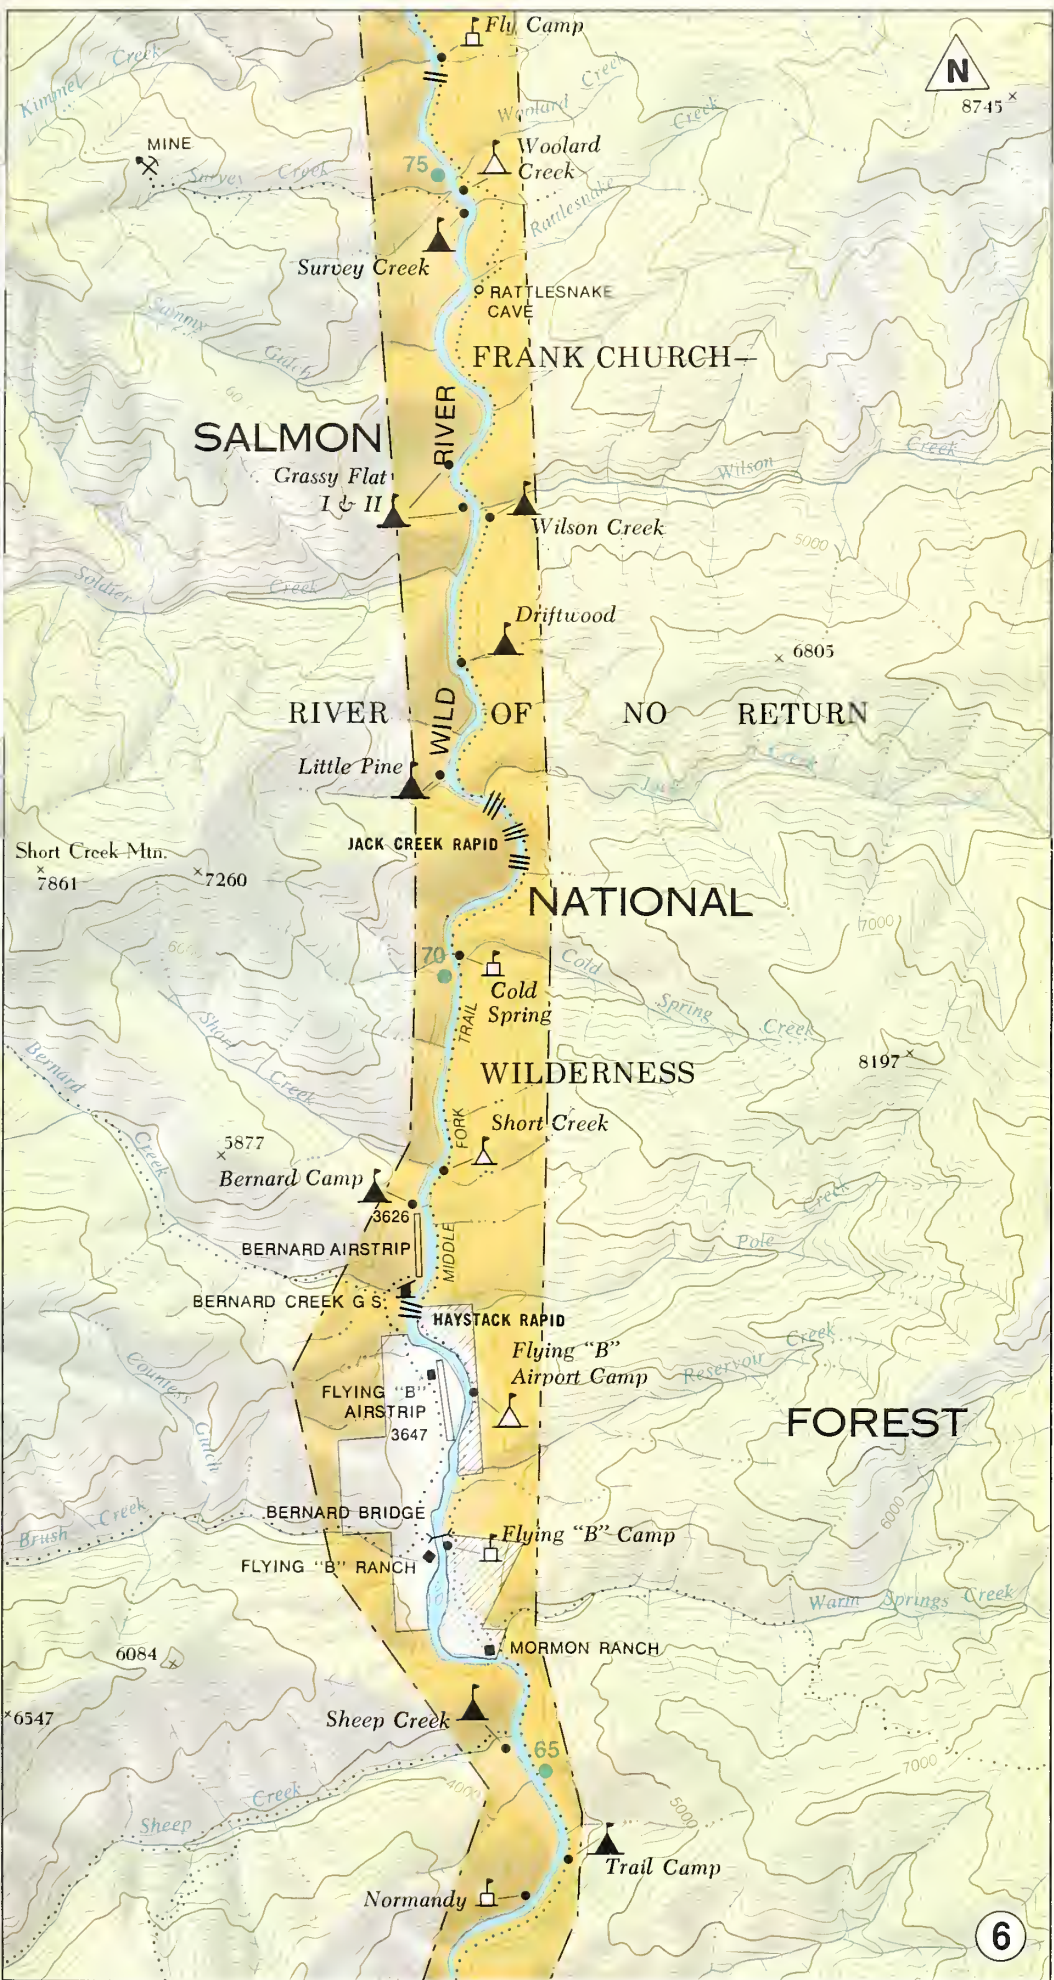 Fly Camp
Kimmel Creek
N
8745
Woolard Creek
Creek
MINE
Woolard
Creek
75
Survey Creek
Rattlesnake
Survey Creek
RATTLESNAKE
CAVE
Sammy Gulch
FRANK CHURCH—
60
RIVER
SALMON
Grassy Flat
I & II
Wilson Creek
Wilson Creek
5000
Soldier Creek
Driftwood
6805
WILD
RIVER OF NO RETURN
Little Pine
Creek
JACK CREEK RAPID
Short Creek Mtn.
7861
7260
NATIONAL
7000
70
Cold
Spring
Cold Spring Creek
TRAIL
Short Creek
Bernard Creek
8197
WILDERNESS
FORK
Short Creek
5877
Bernard Camp
3626
Creek
Pole
BERNARD AIRSTRIP
MIDDLE
BERNARD CREEK G S
HAYSTACK RAPID
Flying "B"
Airport Camp
Reservoir Creek
Countess Gulch
FLYING "B"
AIRSTRIP
3647
FOREST
6000
Brush Creek
BERNARD BRIDGE
Flying "B" Camp
FLYING "B" RANCH
Warm Springs Creek
MORMON RANCH
6084
6547
Sheep Creek
65
7000
4000
5000
Sheep Creek
Trail Camp
Normandy
6